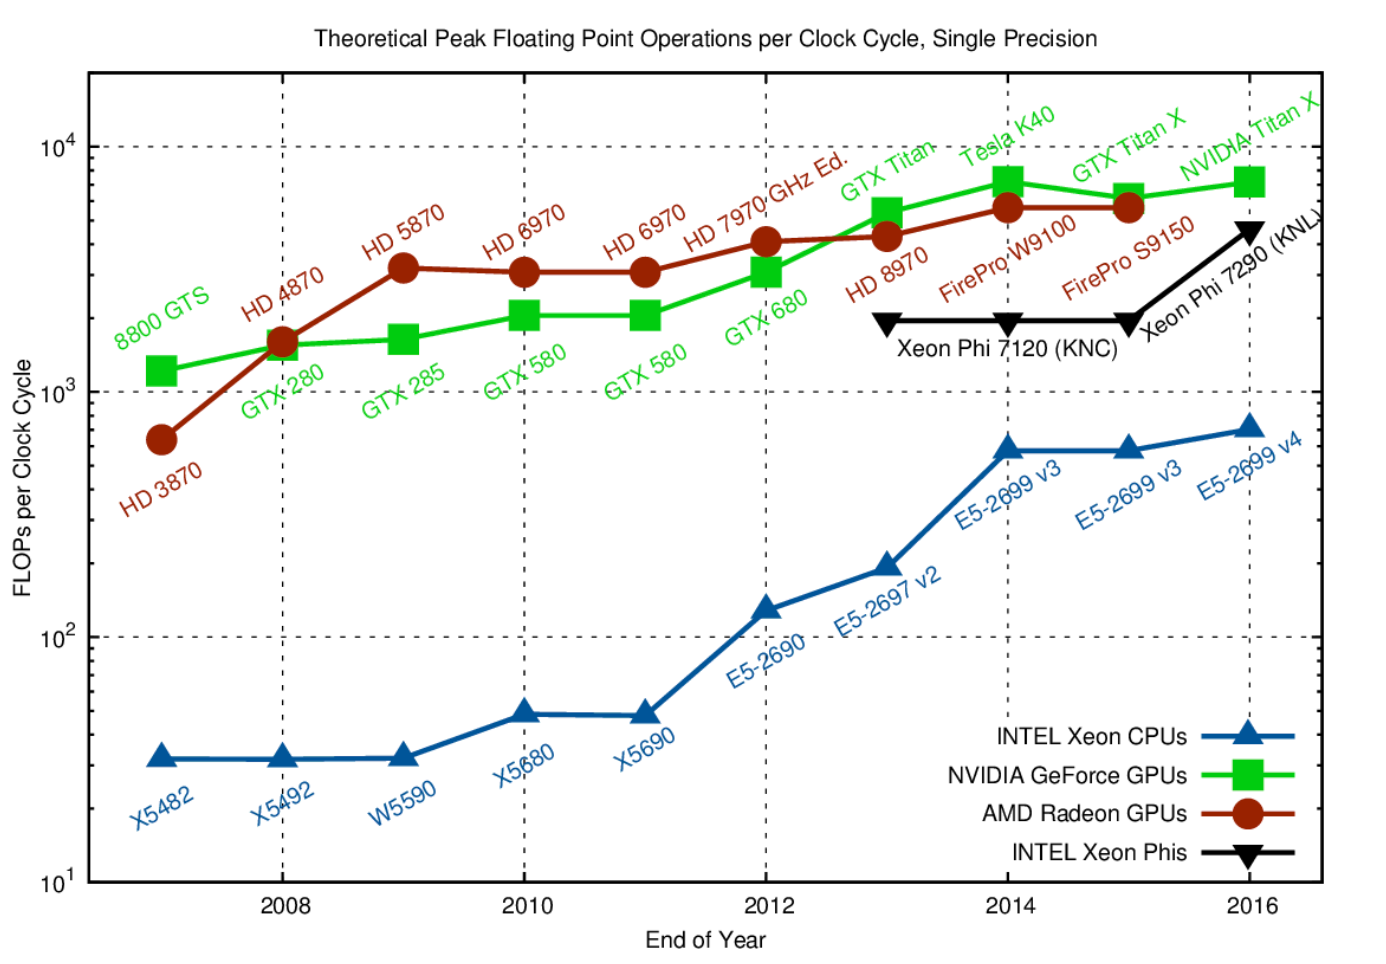 Theoretical Peak Floating Point Operations per Clock Cycle, Single Precision
10^4
10^3
10^2
10^1
FLOPs per Clock Cycle
8800 GTS
HD 4870
HD 5870
HD 6970
HD 6970
HD 7970 GHz Ed.
GTX Titan
Tesla K40
GTX Titan X
NVIDIA Titan X
HD 3870
GTX 280
GTX 285
GTX 580
GTX 580
GTX 680
HD 8970
FirePro W9100
FirePro S9150
Xeon Phi 7290 (KNL)
Xeon Phi 7120 (KNC)
X5482
X5492
W5590
X5680
X5690
E5-2690
E5-2697 v2
E5-2699 v3
E5-2699 v3
E5-2699 v4
INTEL Xeon CPUs
NVIDIA GeForce GPUs
AMD Radeon GPUs
INTEL Xeon Phis
2008
2010
2012
2014
2016
End of Year